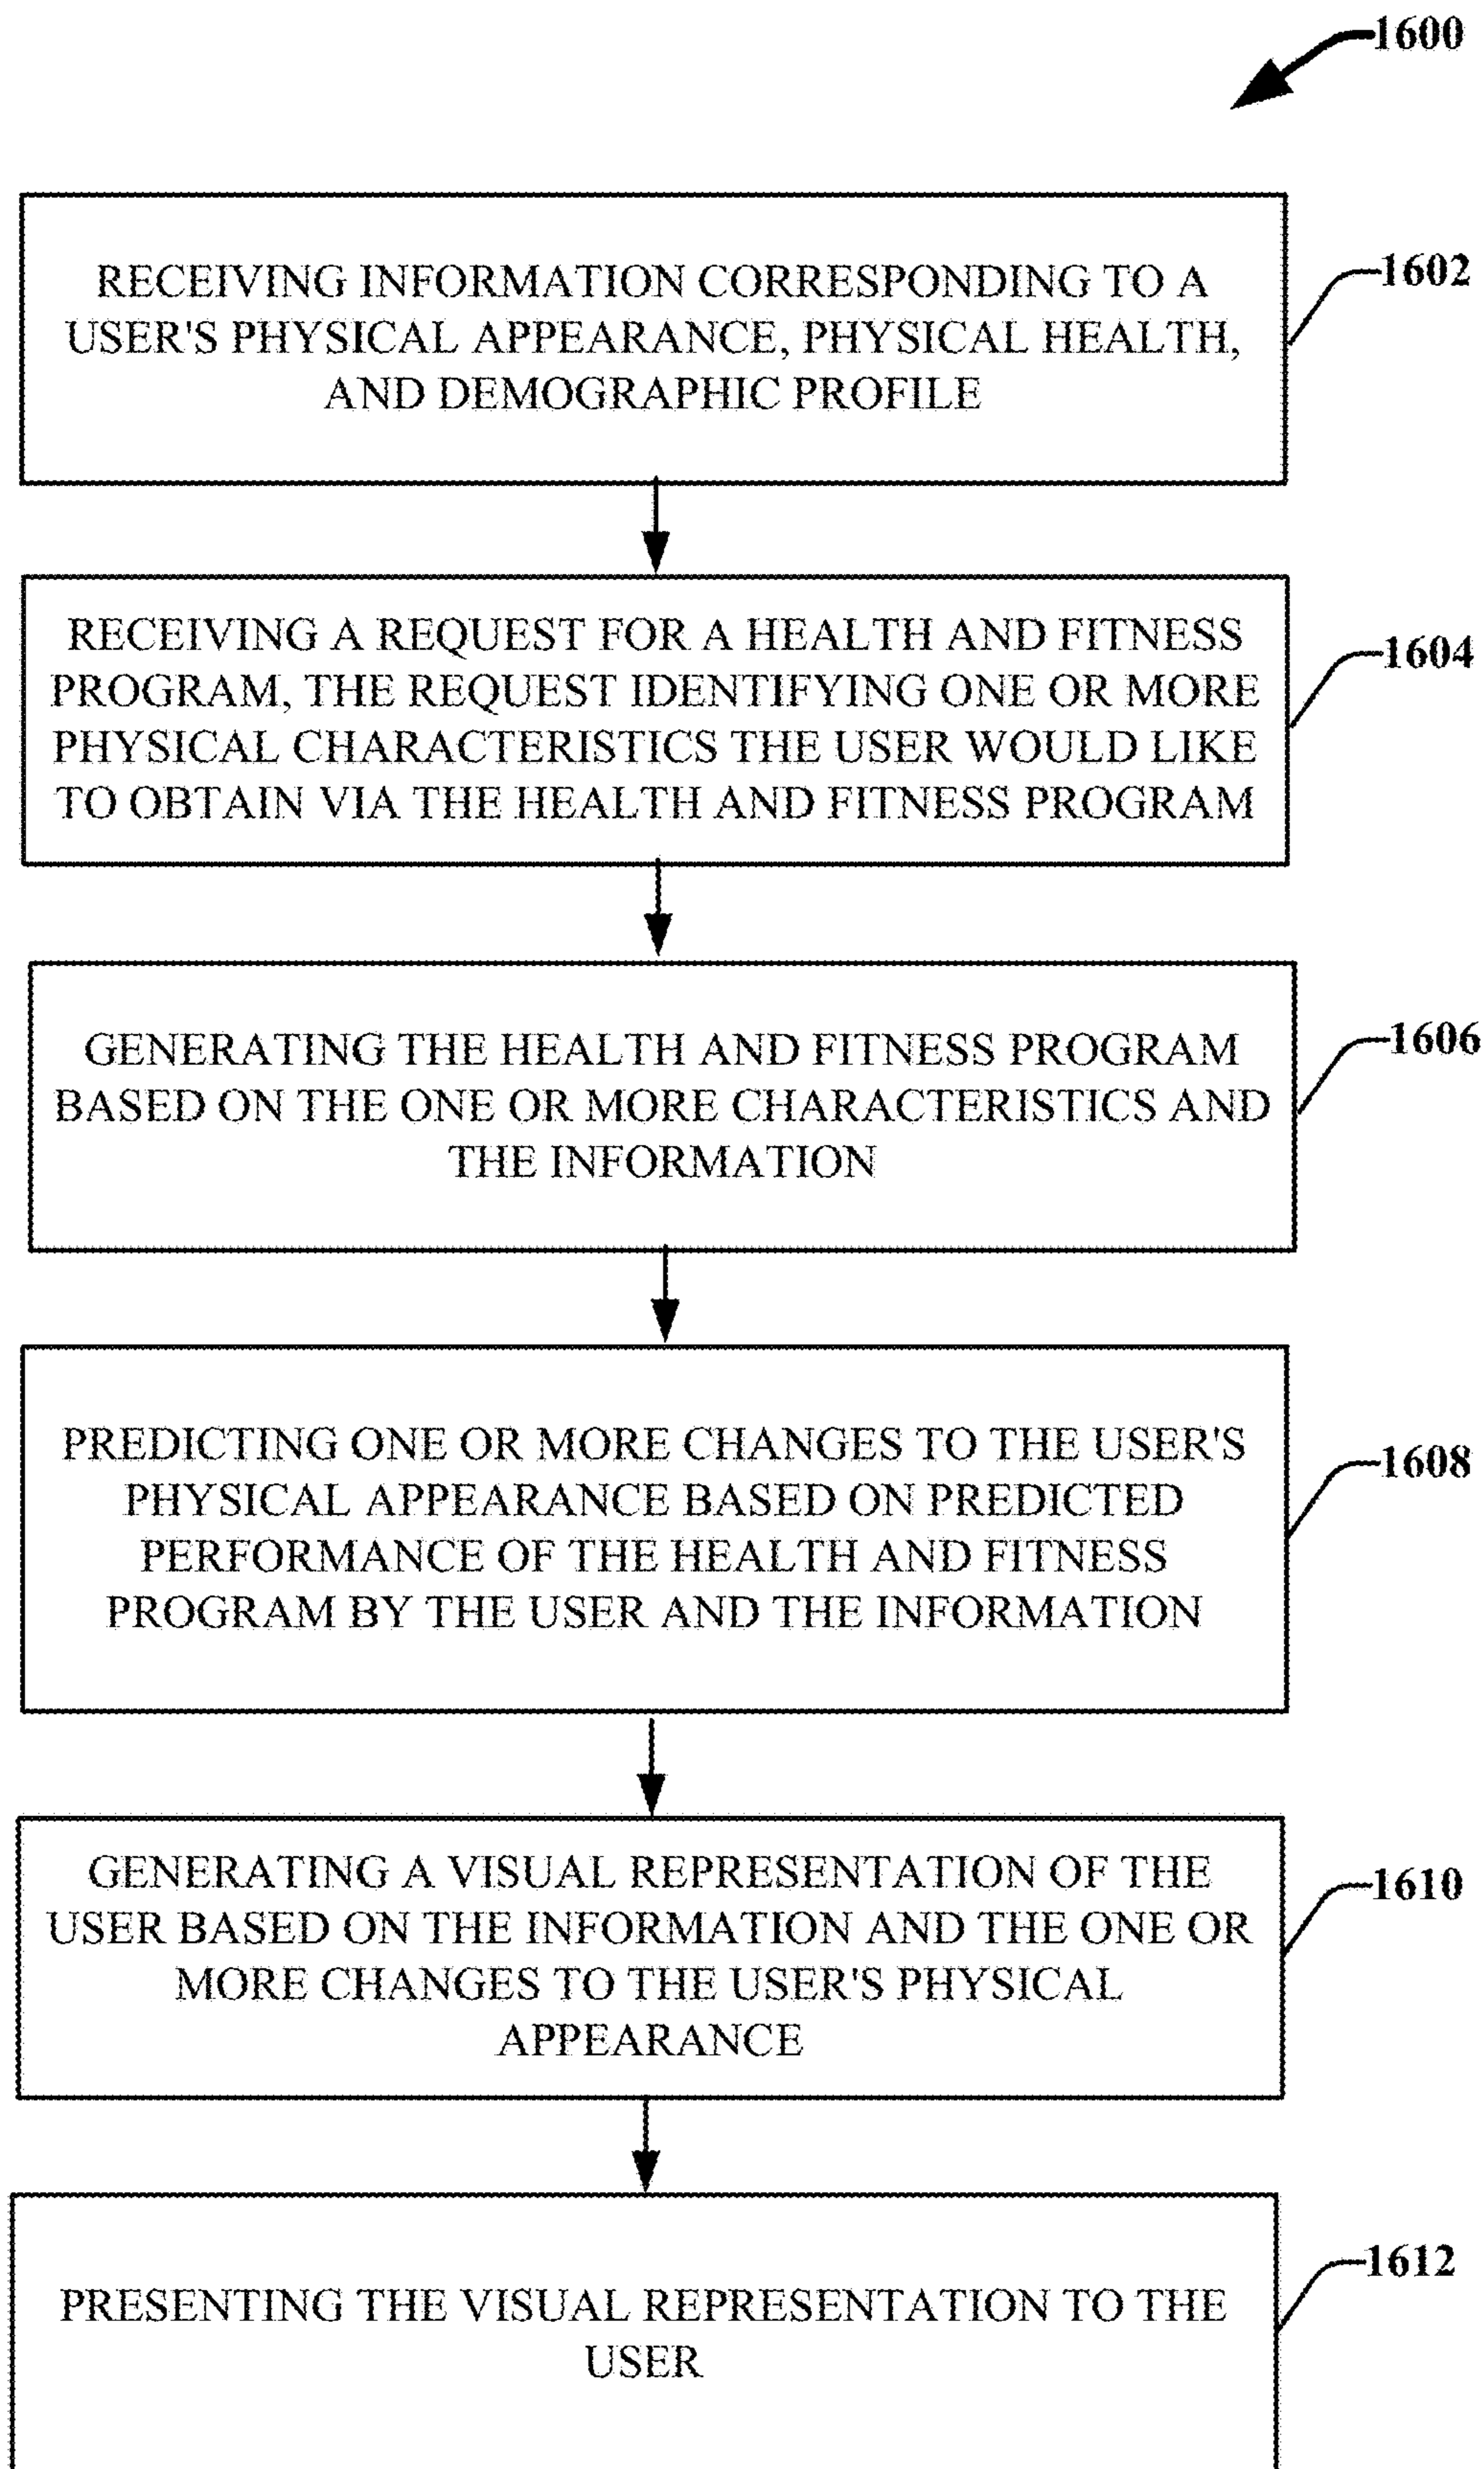 1600
RECEIVING INFORMATION CORRESPONDING TO A
USER'S PHYSICAL APPEARANCE, PHYSICAL HEALTH,
AND DEMOGRAPHIC PROFILE
1602
RECEIVING A REQUEST FOR A HEALTH AND FITNESS
PROGRAM, THE REQUEST IDENTIFYING ONE OR MORE
PHYSICAL CHARACTERISTICS THE USER WOULD LIKE
TO OBTAIN VIA THE HEALTH AND FITNESS PROGRAM
1604
GENERATING THE HEALTH AND FITNESS PROGRAM
BASED ON THE ONE OR MORE CHARACTERISTICS AND
THE INFORMATION
1606
PREDICTING ONE OR MORE CHANGES TO THE USER'S
PHYSICAL APPEARANCE BASED ON PREDICTED
PERFORMANCE OF THE HEALTH AND FITNESS
PROGRAM BY THE USER AND THE INFORMATION
1608
GENERATING A VISUAL REPRESENTATION OF THE
USER BASED ON THE INFORMATION AND THE ONE OR
MORE CHANGES TO THE USER'S PHYSICAL
APPEARANCE
1610
PRESENTING THE VISUAL REPRESENTATION TO THE
USER
1612